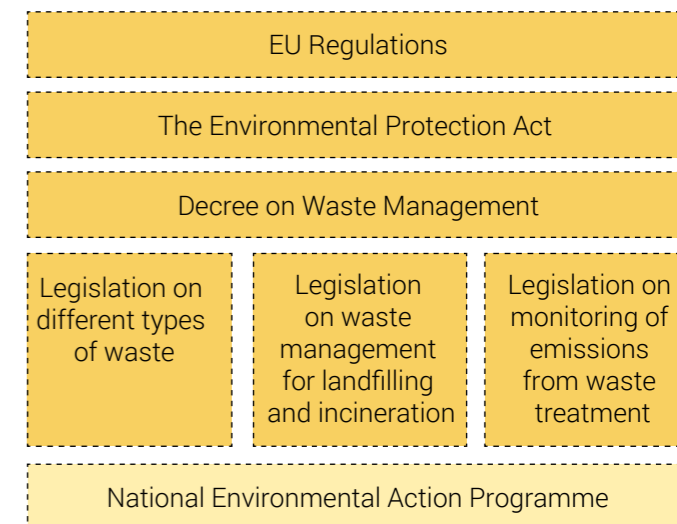 EU Regulations
The Environmental Protection Act
Decree on Waste Management
Legislation on
different types
of waste
Legislation
on waste
management
for landfilling
and incineration
Legislation on
monitoring of
emissions
from waste
treatment
National Environmental Action Programme